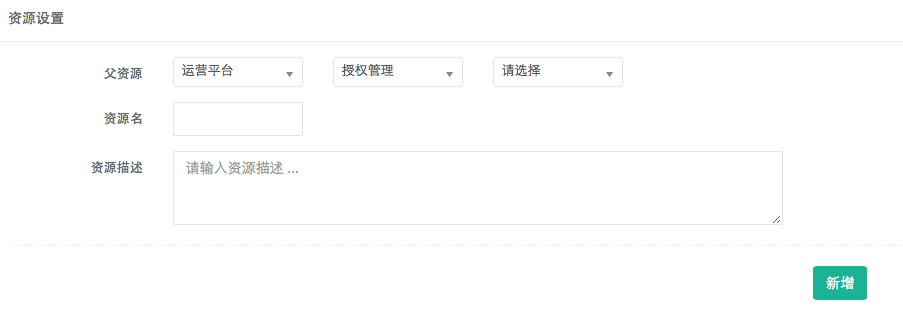 资源设置
父资源 运营平台 授权管理 请选择
资源名
资源描述 请输入资源描述 ...
新增